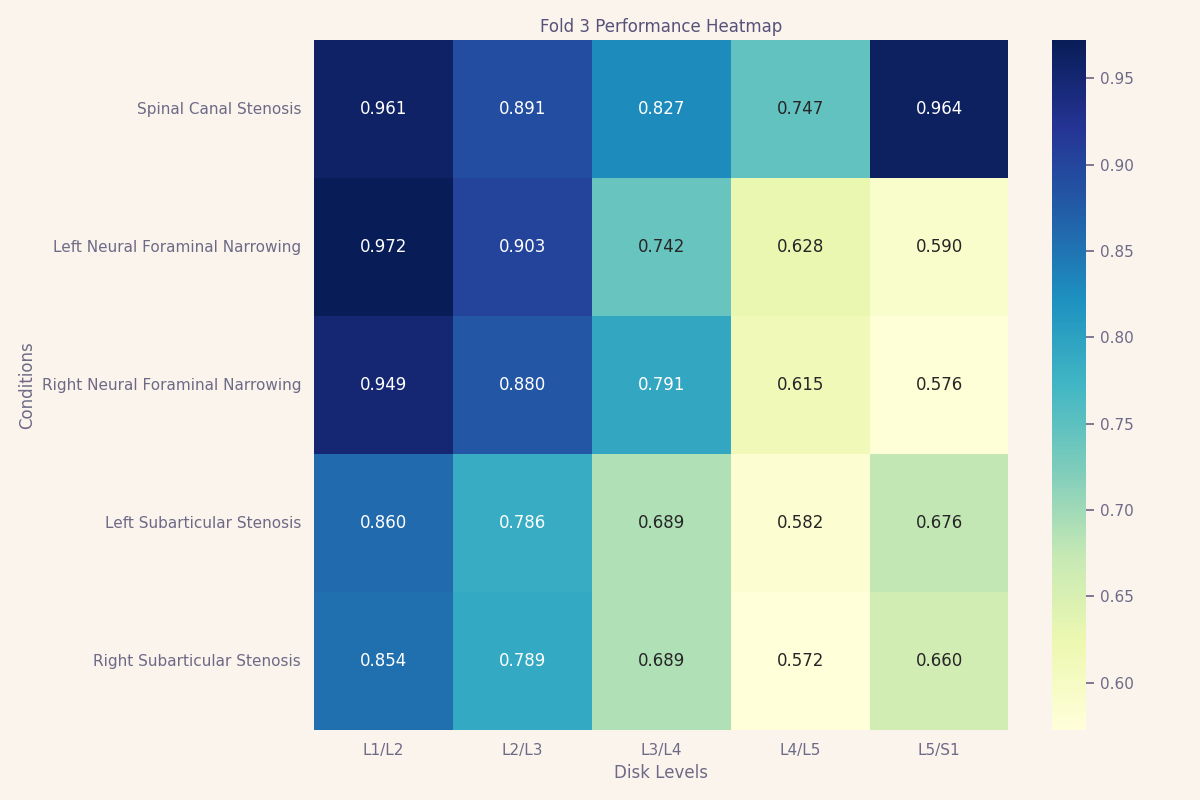 Fold 3 Performance Heatmap
Conditions
Spinal Canal Stenosis 0.961 0.891 0.827 0.747 0.964
Left Neural Foraminal Narrowing 0.972 0.903 0.742 0.628 0.590
Right Neural Foraminal Narrowing 0.949 0.880 0.791 0.615 0.576
Left Subarticular Stenosis 0.860 0.786 0.689 0.582 0.676
Right Subarticular Stenosis 0.854 0.789 0.689 0.572 0.660
L1/L2 L2/L3 L3/L4 L4/L5 L5/S1
Disk Levels
0.95
0.90
0.85
0.80
0.75
0.70
0.65
0.60